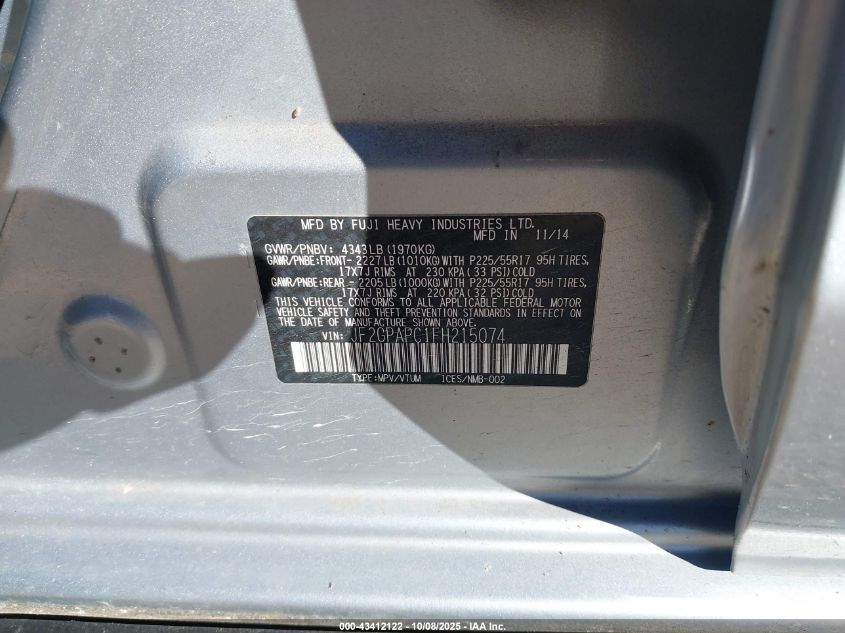 MFD BY FUJI HEAVY INDUSTRIES LTD.
MFD IN 11/14
GVWR/PNBV: 4343LB(1970KG)
GAWR/PNBE:FRONT- 2227LB(1010KG)WITH P225/55R17 95H TIRES,
17X7J RIMS AT 230 KPA(33 PSI)COLD
GAWR/PNBE:REAR - 2205LB(1000KG)WITH P225/55R17 95H TIRES,
17X7J RIMS AT 220 KPA(32 PSI)COLD
THIS VEHICLE CONFORMS TO ALL APPLICABLE FEDERAL MOTOR
VEHICLE SAFETY AND THEFT PREVENTION STANDARDS IN EFFECT
ON THE DATE OF MANUFACTURE SHOWN ABOVE.
VIN: JF2GPAPC1FH215074
TYPE:MPV/VTUM ICES/NMB-002
000-43412122 - 10/08/2025 - IAA Inc.